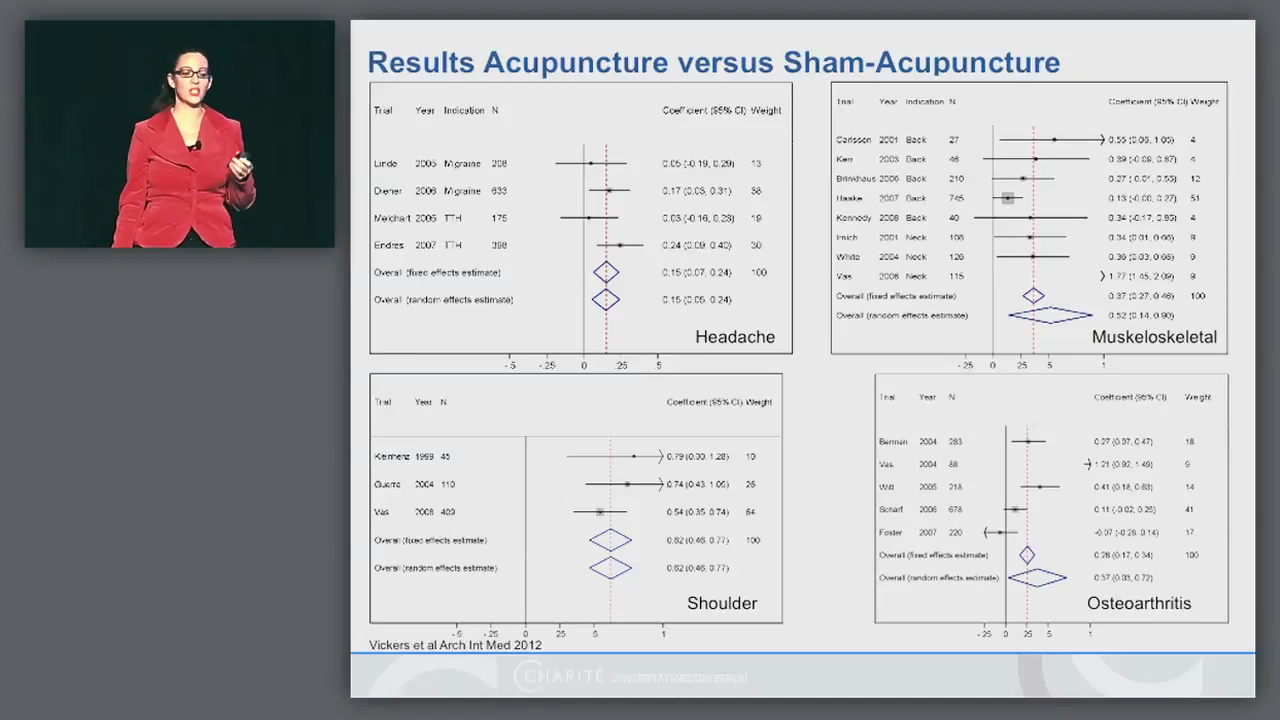 Results Acupuncture versus Sham-Acupuncture
Trial Year Indication N Coefficient (95% CI) Weight
Linde 2005 Migraine 208 0.05 (-0.19, 0.29) 13
Diener 2006 Migraine 633 0.17 (0.03, 0.31) 38
Melchart 2005 TTH 175 0.03 (-0.16, 0.23) 19
Endres 2007 TTH 398 0.24 (0.09, 0.40) 30
Overall (fixed effects estimate) 0.15 (0.07, 0.24) 100
Overall (random effects estimate) 0.15 (0.05, 0.24)
Headache
-.5 -.25 0 .25 .5
Trial Year Indication N Coefficient (95% CI) Weight
Carlsson 2001 Back 27 0.55 (0.06, 1.05) 4
Kerr 2003 Back 46 0.39 (-0.09, 0.87) 4
Brinkhaus 2006 Back 210 0.27 (-0.01, 0.55) 12
Haake 2007 Back 745 0.13 (-0.00, 0.27) 51
Kennedy 2008 Back 40 0.34 (-0.17, 0.85) 4
Irnich 2001 Neck 108 0.34 (0.01, 0.66) 9
White 2004 Neck 126 0.36 (0.03, 0.68) 9
Vas 2006 Neck 115 1.77 (1.45, 2.09) 9
Overall (fixed effects estimate) 0.37 (0.27, 0.46) 100
Overall (random effects estimate) 0.52 (0.14, 0.90)
Muskeloskeletal
-25 0 25 5 1
Trial Year N Coefficient (95% CI) Weight
Kleinhenz 1999 45 0.79 (0.30, 1.28) 10
Guerra 2004 110 0.74 (0.43, 1.05) 26
Vas 2008 409 0.54 (0.35, 0.74) 64
Overall (fixed effects estimate) 0.62 (0.46, 0.77) 100
Overall (random effects estimate) 0.62 (0.46, 0.77)
Shoulder
-.5 -.25 0 25 5 1
Trial Year N Coefficient (95% CI) Weight
Berman 2004 283 0.27 (0.07, 0.47) 18
Vas 2004 88 1.21 (0.92, 1.49) 9
Witt 2005 218 0.41 (0.18, 0.63) 14
Scharf 2006 678 0.11 (-0.02, 0.25) 41
Foster 2007 220 -0.07 (-0.28, 0.14) 17
Overall (fixed effects estimate) 0.26 (0.17, 0.34) 100
Overall (random effects estimate) 0.37 (0.03, 0.72)
Osteoarthritis
-.25 0 25 5 1
Vickers et al Arch Int Med 2012
CHARITÉ UNIVERSITÄTSMEDIZIN BERLIN